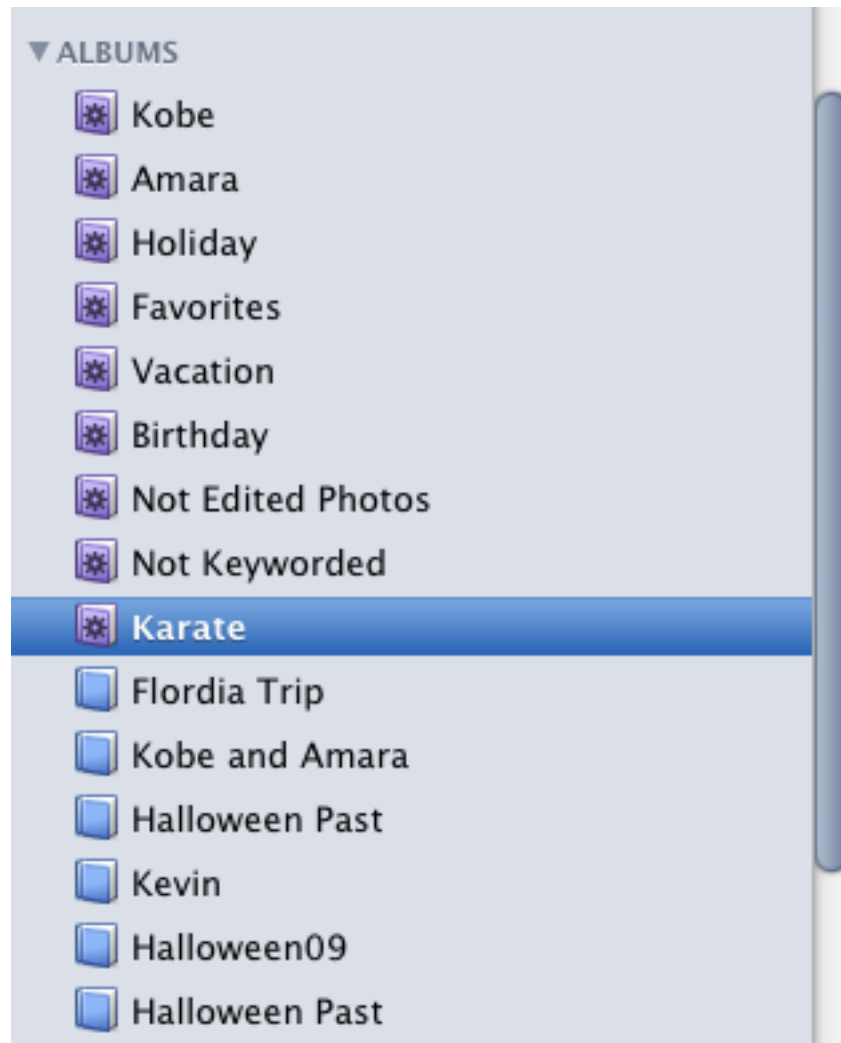 ALBUMS
Kobe
Amara
Holiday
Favorites
Vacation
Birthday
Not Edited Photos
Not Keyworded
Karate
Flordia Trip
Kobe and Amara
Halloween Past
Kevin
Halloween09
Halloween Past